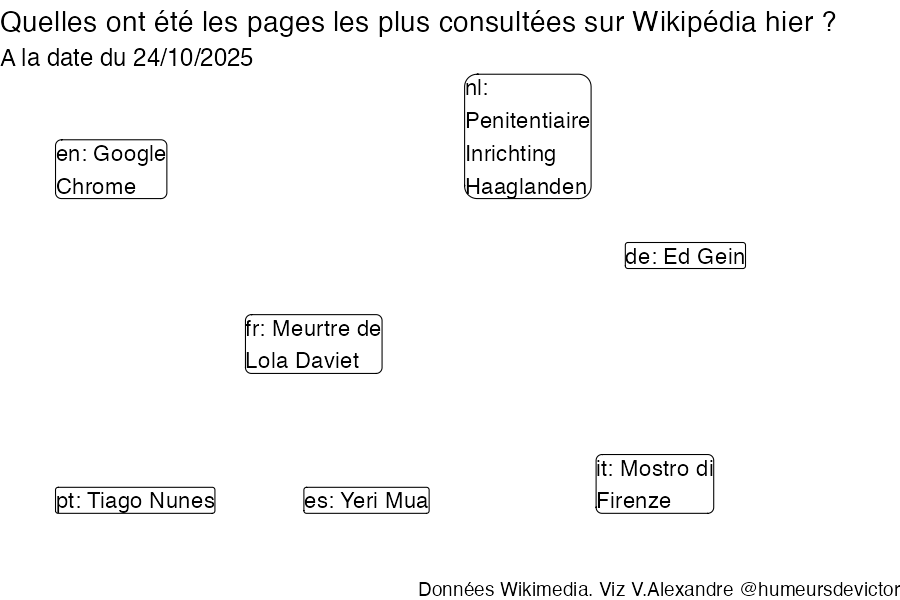 Quelles ont été les pages les plus consultées sur Wikipédia hier ?
A la date du 24/10/2025
nl:
Penitentiaire
Inrichting
Haaglanden
en: Google
Chrome
de: Ed Gein
fr: Meurtre de
Lola Daviet
it: Mostro di
Firenze
pt: Tiago Nunes
es: Yeri Mua
Données Wikimedia. Viz V.Alexandre @humeursdevictor